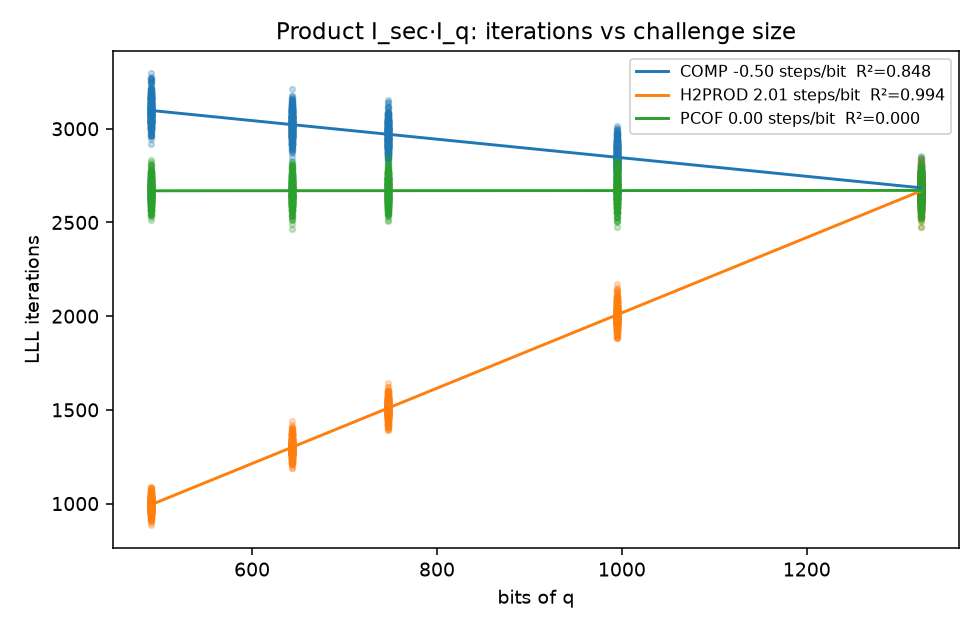 Product I_sec·I_q: iterations vs challenge size
COMP -0.50 steps/bit  R²=0.848
H2PROD 2.01 steps/bit  R²=0.994
PCOF 0.00 steps/bit  R²=0.000
LLL iterations
3000
2500
2000
1500
1000
600
800
1000
1200
bits of q